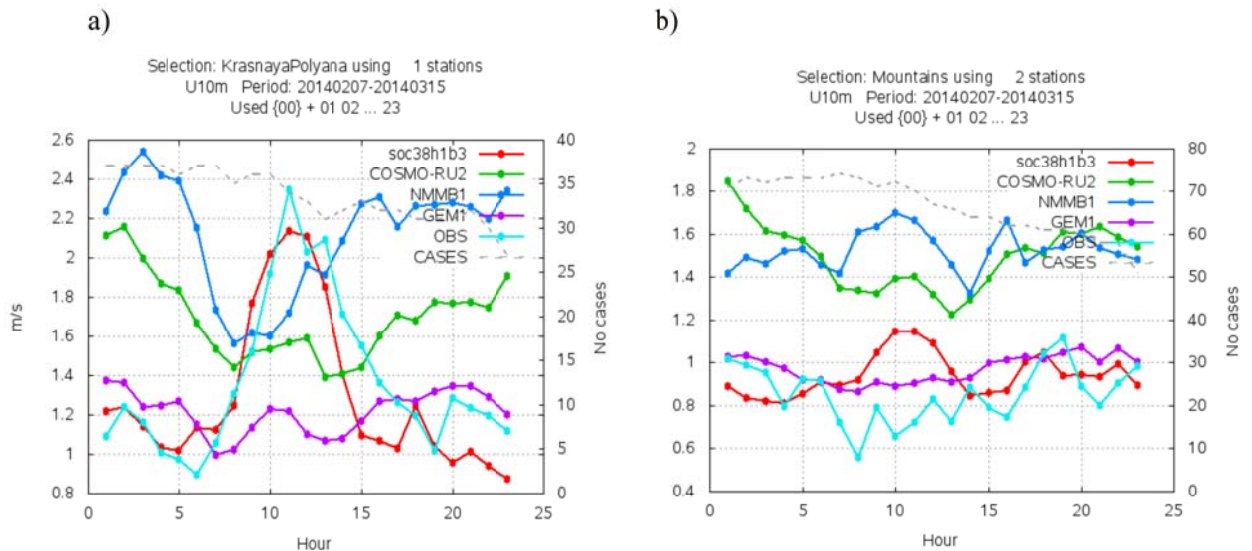 a)
Selection: KrasnayaPolyana using 1 stations
U10m Period: 20140207-20140315
Used {00} + 01 02 ... 23
2.6
2.4
2.2
2
1.8
1.6
1.4
1.2
1
0.8
m/s
40
35
30
25
20
15
10
5
0
No cases
soc38h1b3
COSMO-RU2
NMMB1
GEM1
OBS
CASES
0 5 10 15 20 25
Hour
b)
Selection: Mountains using 2 stations
U10m Period: 20140207-20140315
Used {00} + 01 02 ... 23
2
1.8
1.6
1.4
1.2
1
0.8
0.6
0.4
80
70
60
50
40
30
20
10
0
No cases
soc38h1b3
COSMO-RU2
NMMB1
GEM1
OBS
CASES
0 5 10 15 20 25
Hour